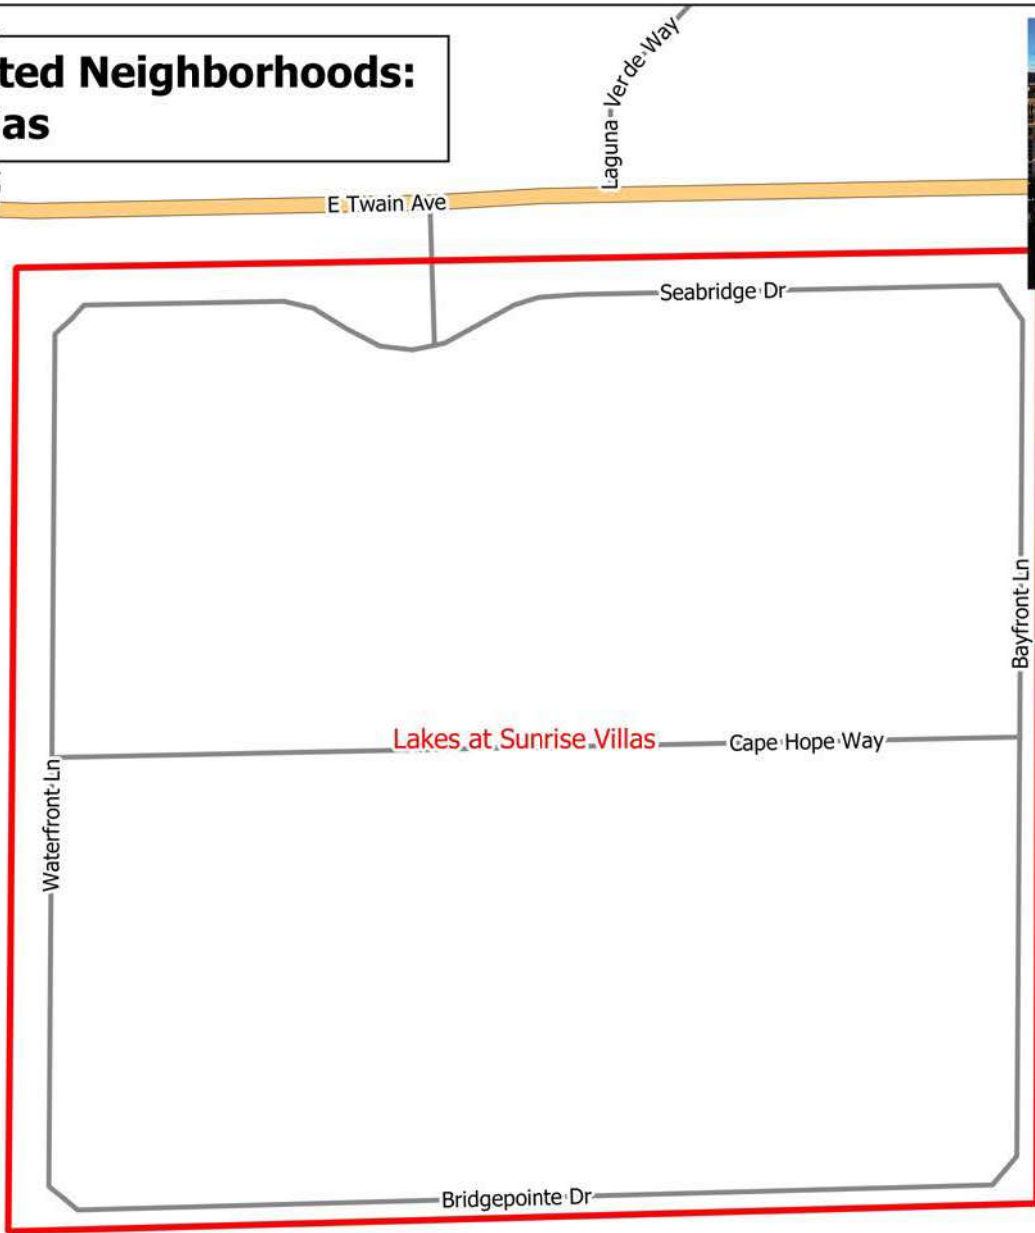 ted Neighborhoods:
as
Laguna Verde Way
E Twain Ave
Seabridge Dr
Bayfront Ln
Lakes at Sunrise Villas
Cape Hope Way
Waterfront Ln
Bridgepointe Dr